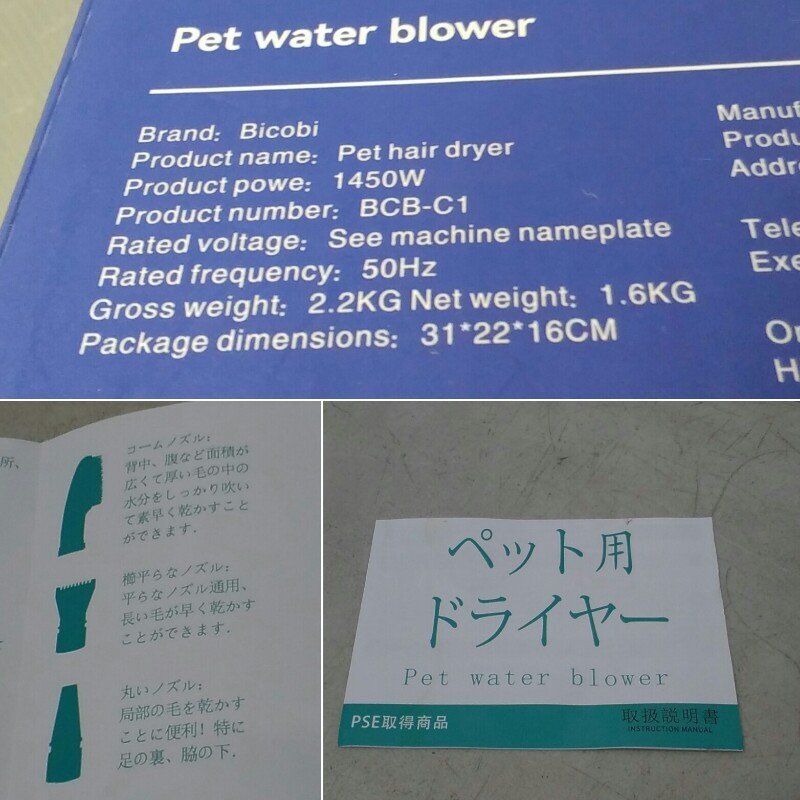 Pet water blower
Brand: Bicobi
Product name: Pet hair dryer
Product powe: 1450W
Product number: BCB-C1
Rated voltage: See machine nameplate
Rated frequency: 50Hz
Gross weight: 2.2KG Net weight: 1.6KG
Package dimensions: 31*22*16CM
Manuf
Produ
Addre
Tele
Exe
Or
H
所、
コームノズル:
背中、腹など面積が
広くて厚い毛の中の
水分をしっかり吹い
て素早く乾かすこと
ができます.
櫛平らなノズル:
平らなノズル通用、
長い毛が早く乾かす
ことができます.
丸いノズル:
局部の毛を乾かす
ことに便利! 特に
足の裏、脇の下.
ペット用
ドライヤー
Pet water blower
PSE取得商品
取扱説明書
INSTRUCTION MANUAL